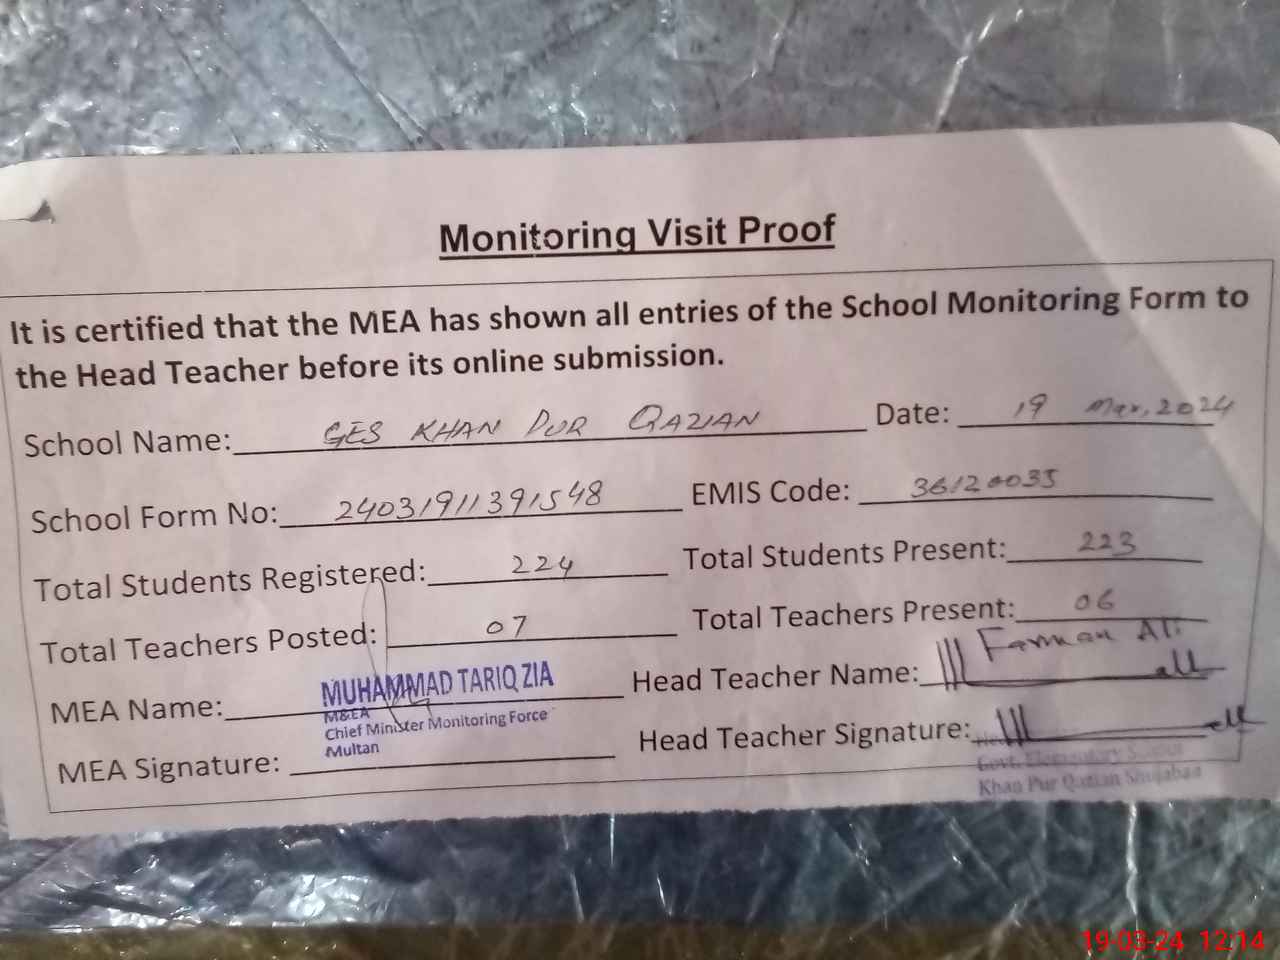 Monitoring Visit Proof
It is certified that the MEA has shown all entries of the School Monitoring Form to
the Head Teacher before its online submission.
School Name: GES KHAN PUR QAZIAN Date: 19 Mar, 2024
School Form No: 24031911391548 EMIS Code: 36120035
Total Students Registered: 224 Total Students Present: 223
Total Teachers Posted: 07 Total Teachers Present: 06
MEA Name: MUHAMMAD TARIQ ZIA Head Teacher Name: Farman Ali
M&EA
Chief Minister Monitoring Force
Multan
MEA Signature: Head Teacher Signature:
Govt. Elementary School
Khan Pur Qazian Shujabad
19-03-24 12:14